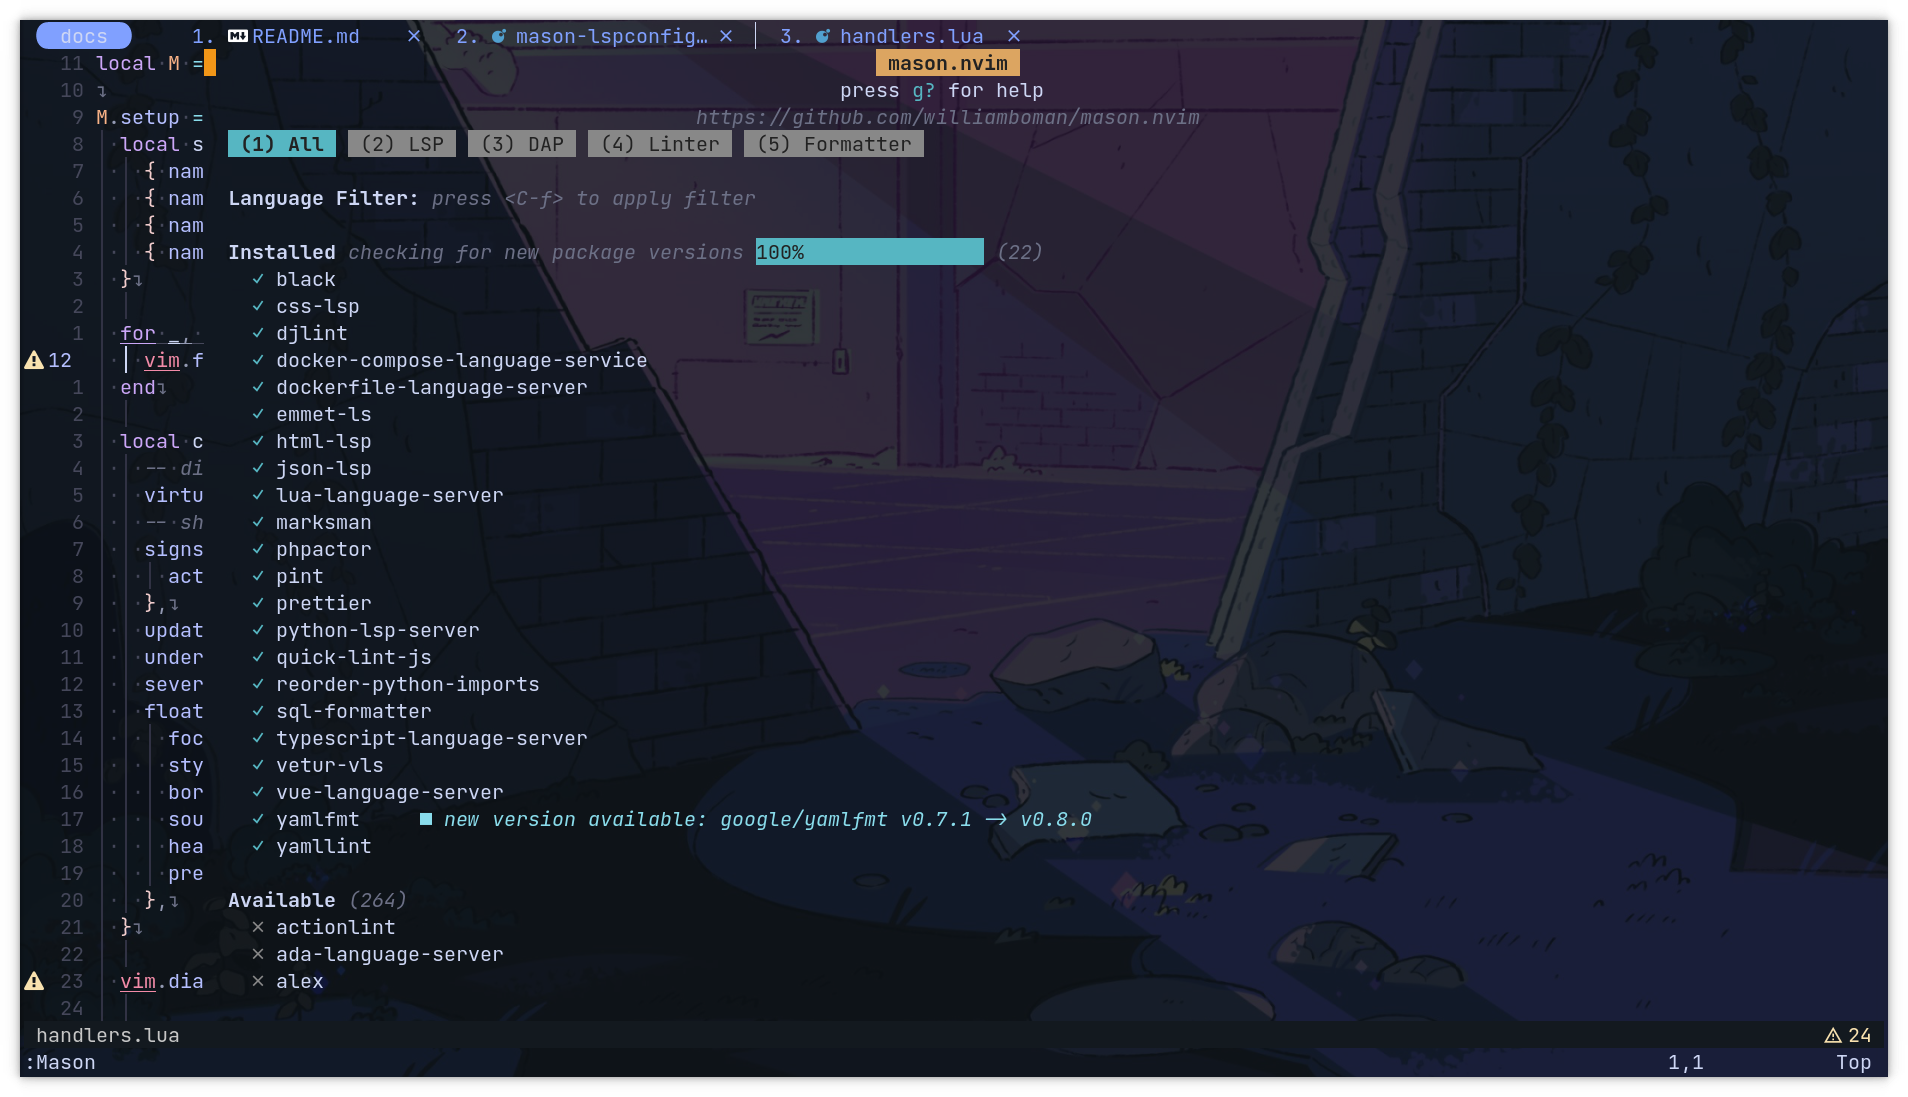 docs 1. README.md × 2. mason-lspconfig… × 3. handlers.lua ×
11 local M = mason.nvim
10 press g? for help
9 M.setup = https://github.com/williamboman/mason.nvim
8 local s (1) All (2) LSP (3) DAP (4) Linter (5) Formatter
7 { nam
6 { nam Language Filter: press <C-f> to apply filter
5 { nam
4 { nam Installed checking for new package versions 100% (22)
3 } ✓ black
2 ✓ css-lsp
1 for _, ✓ djlint
12 vim.f ✓ docker-compose-language-service
1 end ✓ dockerfile-language-server
2 ✓ emmet-ls
3 local c ✓ html-lsp
4 -- di ✓ json-lsp
5 virtu ✓ lua-language-server
6 -- sh ✓ marksman
7 signs ✓ phpactor
8 act ✓ pint
9 }, ✓ prettier
10 updat ✓ python-lsp-server
11 under ✓ quick-lint-js
12 sever ✓ reorder-python-imports
13 float ✓ sql-formatter
14 foc ✓ typescript-language-server
15 sty ✓ vetur-vls
16 bor ✓ vue-language-server
17 sou ✓ yamlfmt ■ new version available: google/yamlfmt v0.7.1 -> v0.8.0
18 hea ✓ yamllint
19 pre
20 }, Available (264)
21 } × actionlint
22 × ada-language-server
23 vim.dia × alex
24
handlers.lua ⚠ 24
:Mason 1,1 Top